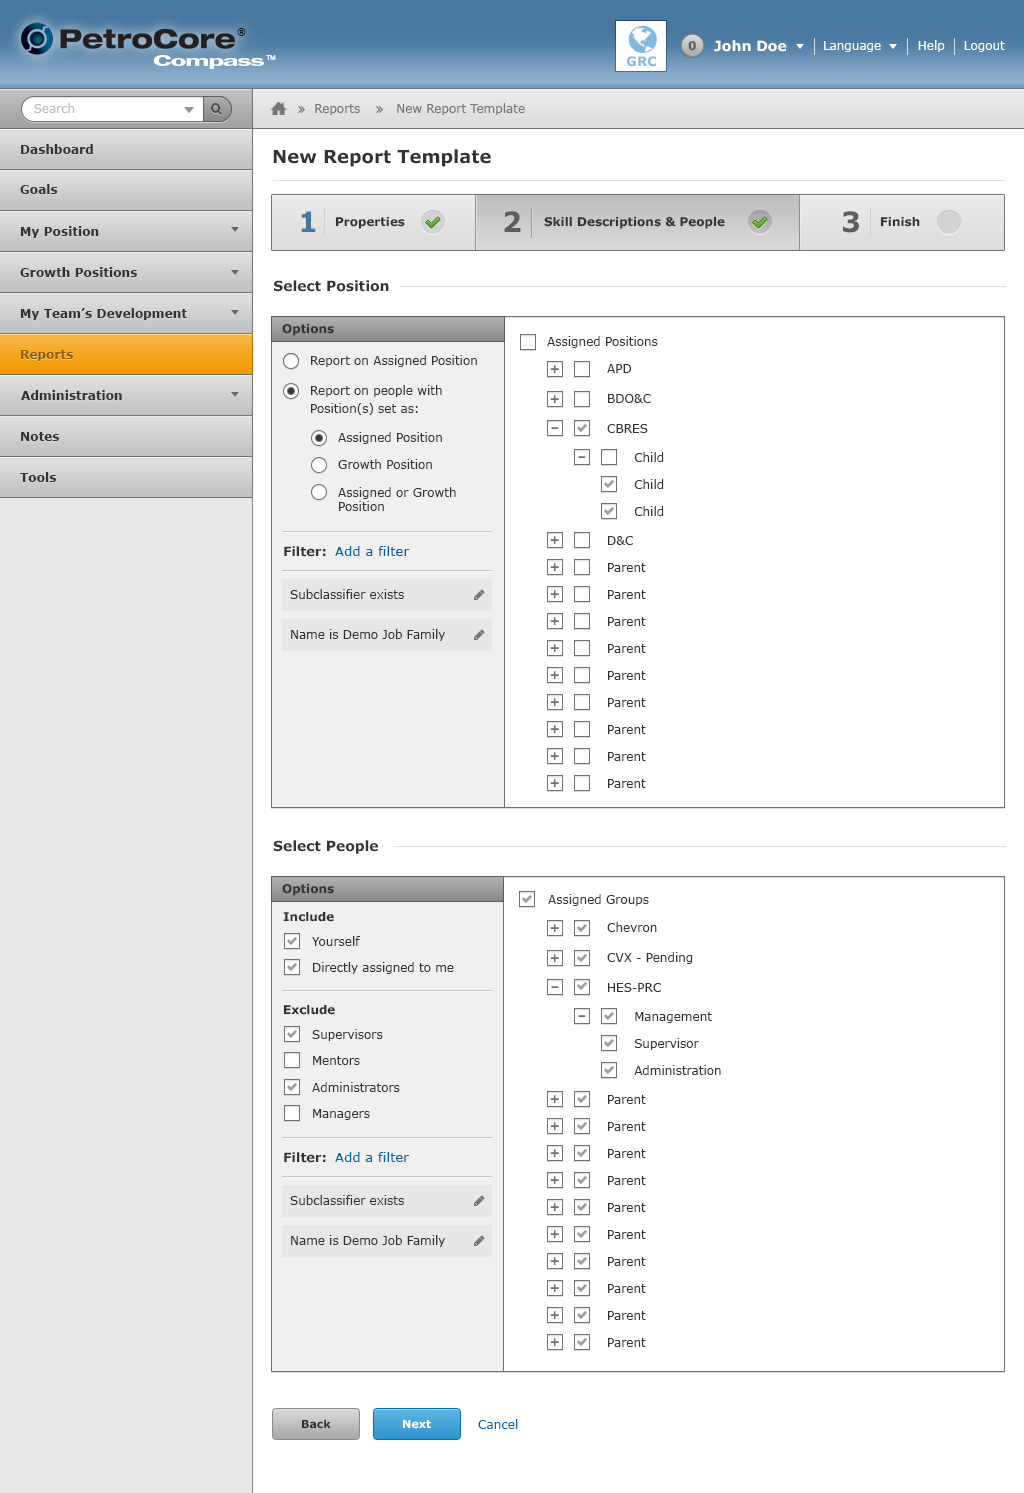 PetroCore®
Compass™
GRC
0 John Doe Language Help Logout
Search
Reports » New Report Template
Dashboard
Goals
My Position
Growth Positions
My Team's Development
Reports
Administration
Notes
Tools
New Report Template
1 Properties
2 Skill Descriptions & People
3 Finish
Select Position
Options
Report on Assigned Position
Report on people with
Position(s) set as:
Assigned Position
Growth Position
Assigned or Growth
Position
Filter: Add a filter
Subclassifier exists
Name is Demo Job Family
Assigned Positions
APD
BDO&C
CBRES
Child
Child
Child
D&C
Parent
Parent
Parent
Parent
Parent
Parent
Parent
Parent
Parent
Select People
Options
Include
Yourself
Directly assigned to me
Exclude
Supervisors
Mentors
Administrators
Managers
Filter: Add a filter
Subclassifier exists
Name is Demo Job Family
Assigned Groups
Chevron
CVX - Pending
HES-PRC
Management
Supervisor
Administration
Parent
Parent
Parent
Parent
Parent
Parent
Parent
Parent
Parent
Parent
Back
Next
Cancel